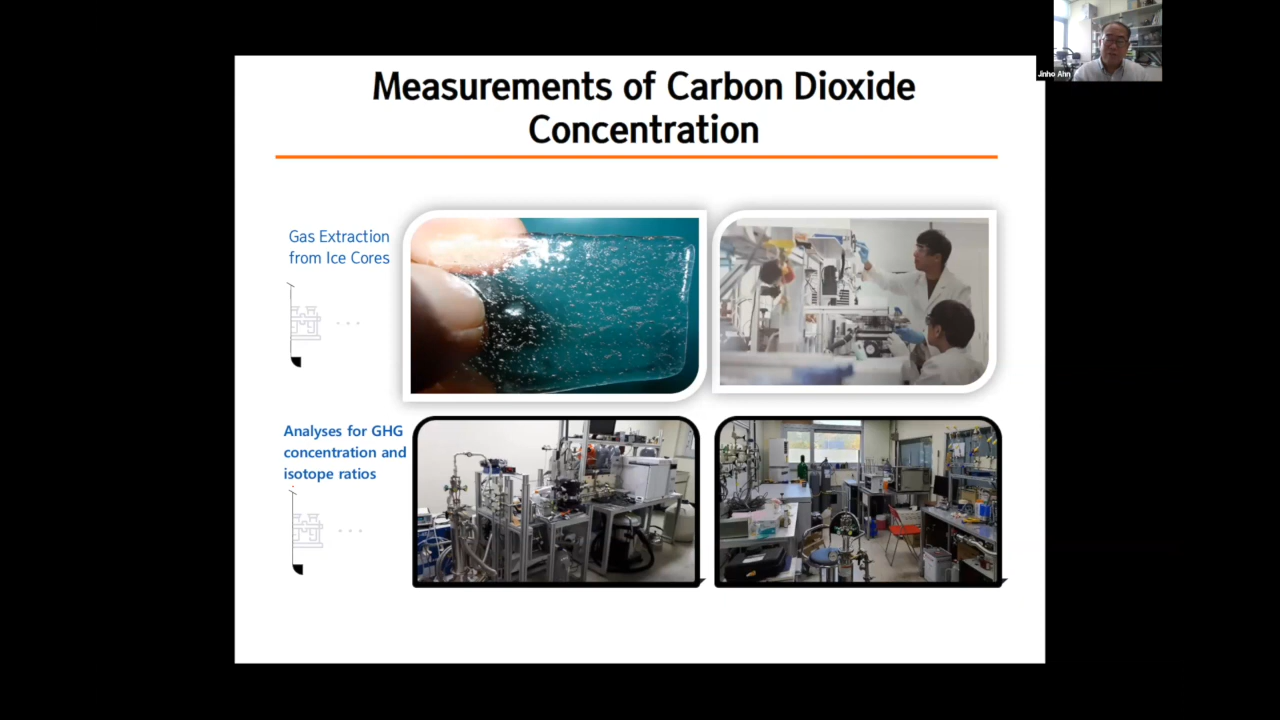 Jinho Ahn
Measurements of Carbon Dioxide
Concentration
Gas Extraction
from Ice Cores
Analyses for GHG
concentration and
isotope ratios